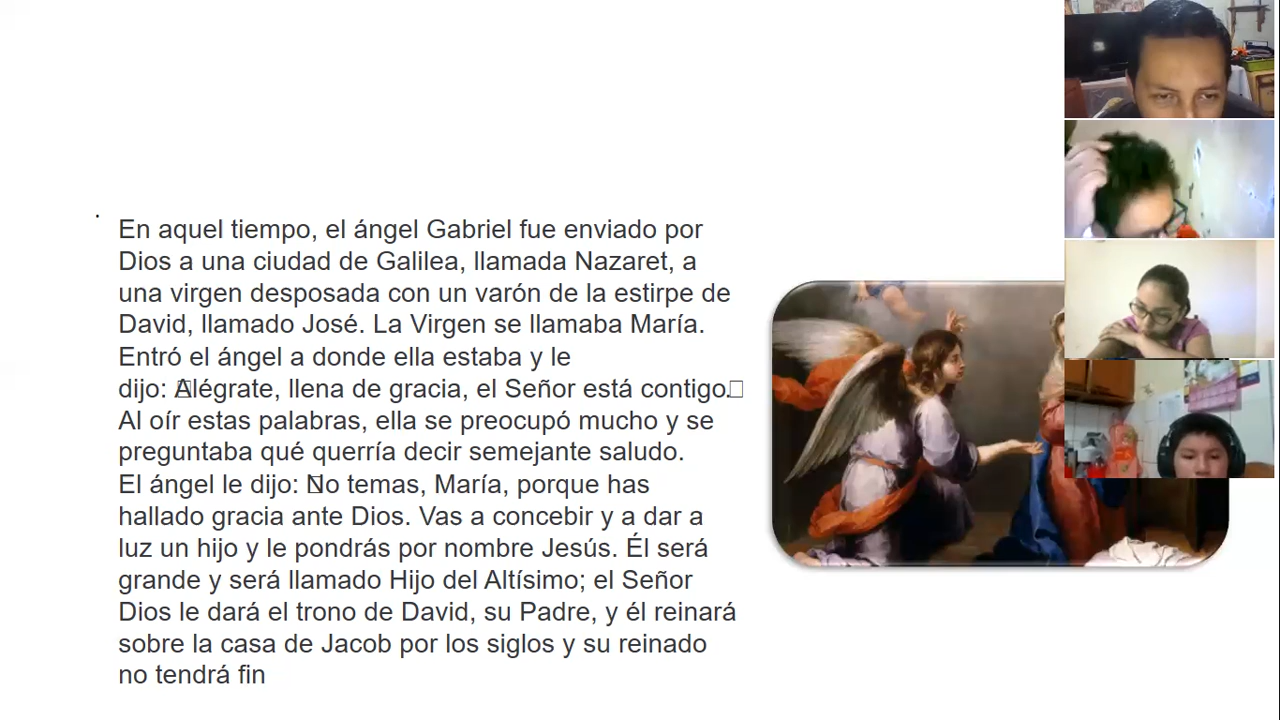 En aquel tiempo, el ángel Gabriel fue enviado por
Dios a una ciudad de Galilea, llamada Nazaret, a
una virgen desposada con un varón de la estirpe de
David, llamado José. La Virgen se llamaba María.
Entró el ángel a donde ella estaba y le
dijo: Alégrate, llena de gracia, el Señor está contigo.
Al oír estas palabras, ella se preocupó mucho y se
preguntaba qué querría decir semejante saludo.
El ángel le dijo: No temas, María, porque has
hallado gracia ante Dios. Vas a concebir y a dar a
luz un hijo y le pondrás por nombre Jesús. Él será
grande y será llamado Hijo del Altísimo; el Señor
Dios le dará el trono de David, su Padre, y él reinará
sobre la casa de Jacob por los siglos y su reinado
no tendrá fin